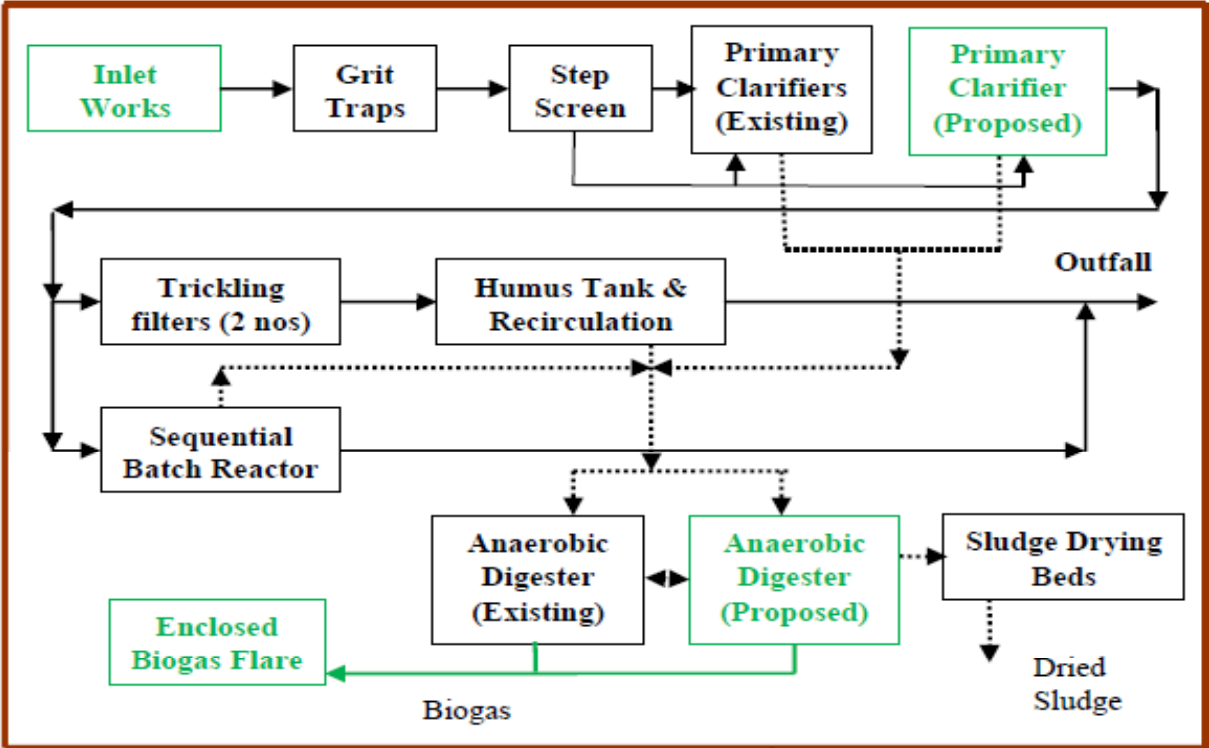 Inlet
Works
Grit
Traps
Step
Screen
Primary
Clarifiers
(Existing)
Primary
Clarifier
(Proposed)
Outfall
Trickling
filters (2 nos)
Humus Tank &
Recirculation
Sequential
Batch Reactor
Anaerobic
Digester
(Existing)
Anaerobic
Digester
(Proposed)
Sludge Drying
Beds
Enclosed
Biogas Flare
Biogas
Dried
Sludge